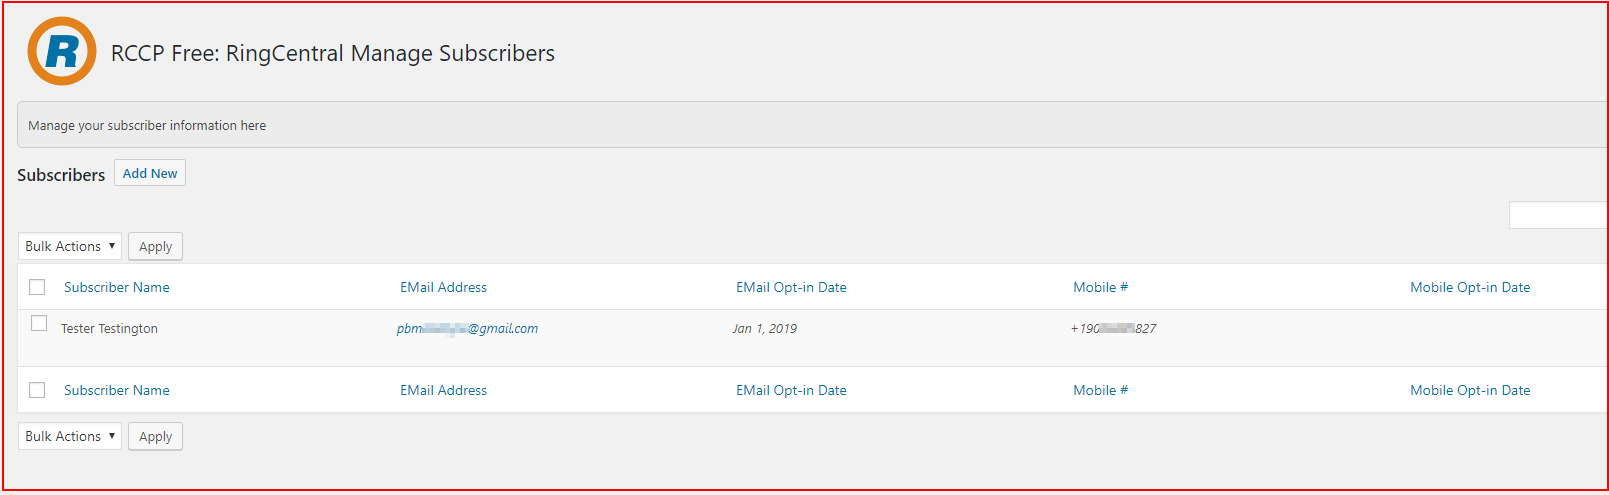 R
RCCP Free: RingCentral Manage Subscribers
Manage your subscriber information here
Subscribers Add New
Bulk Actions Apply
Subscriber Name EMail Address EMail Opt-in Date Mobile # Mobile Opt-in Date
Tester Testington pbm @gmail.com Jan 1, 2019 +190 827
Subscriber Name EMail Address EMail Opt-in Date Mobile # Mobile Opt-in Date
Bulk Actions Apply